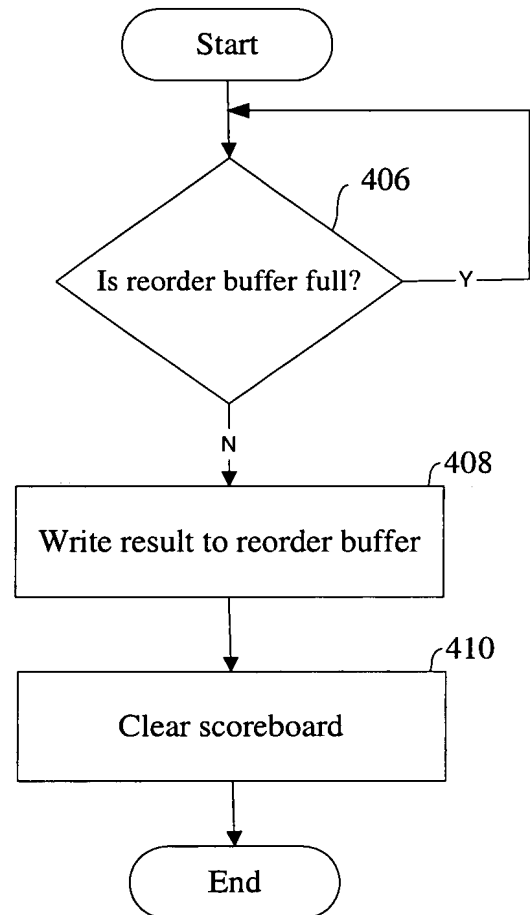 Start
406
Is reorder buffer full?
Y
N
408
Write result to reorder buffer
410
Clear scoreboard
End